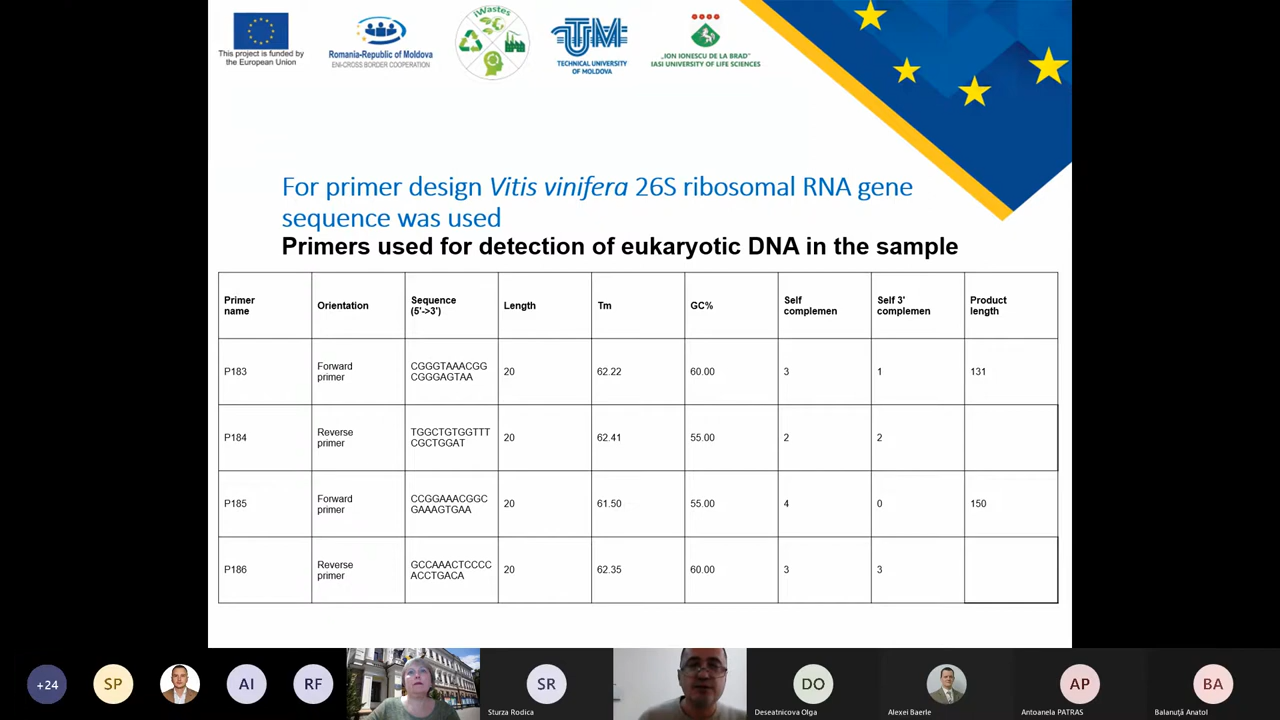 This project is funded by
the European Union
Romania-Republic of Moldova
ENI-CROSS BORDER COOPERATION
iWastes
UTM
TECHNICAL UNIVERSITY
OF MOLDOVA
„ION IONESCU DE LA BRAD”
IASI UNIVERSITY OF LIFE SCIENCES
For primer design Vitis vinifera 26S ribosomal RNA gene
sequence was used
Primers used for detection of eukaryotic DNA in the sample
Primer name Orientation Sequence (5'->3') Length Tm GC% Self complemen Self 3' complemen Product length
P183 Forward primer CGGGTAAACGG CGGGAGTAA 20 62.22 60.00 3 1 131
P184 Reverse primer TGGCTGTGGTTT CGCTGGAT 20 62.41 55.00 2 2
P185 Forward primer CCGGAAACGGC GAAAGTGAA 20 61.50 55.00 4 0 150
P186 Reverse primer GCCAAACTCCCC ACCTGACA 20 62.35 60.00 3 3
+24 SP AI RF SR DO AP BA
Sturza Rodica Deseatnicova Olga Alexei Baerle Antoanela PATRAS Balanuță Anatol